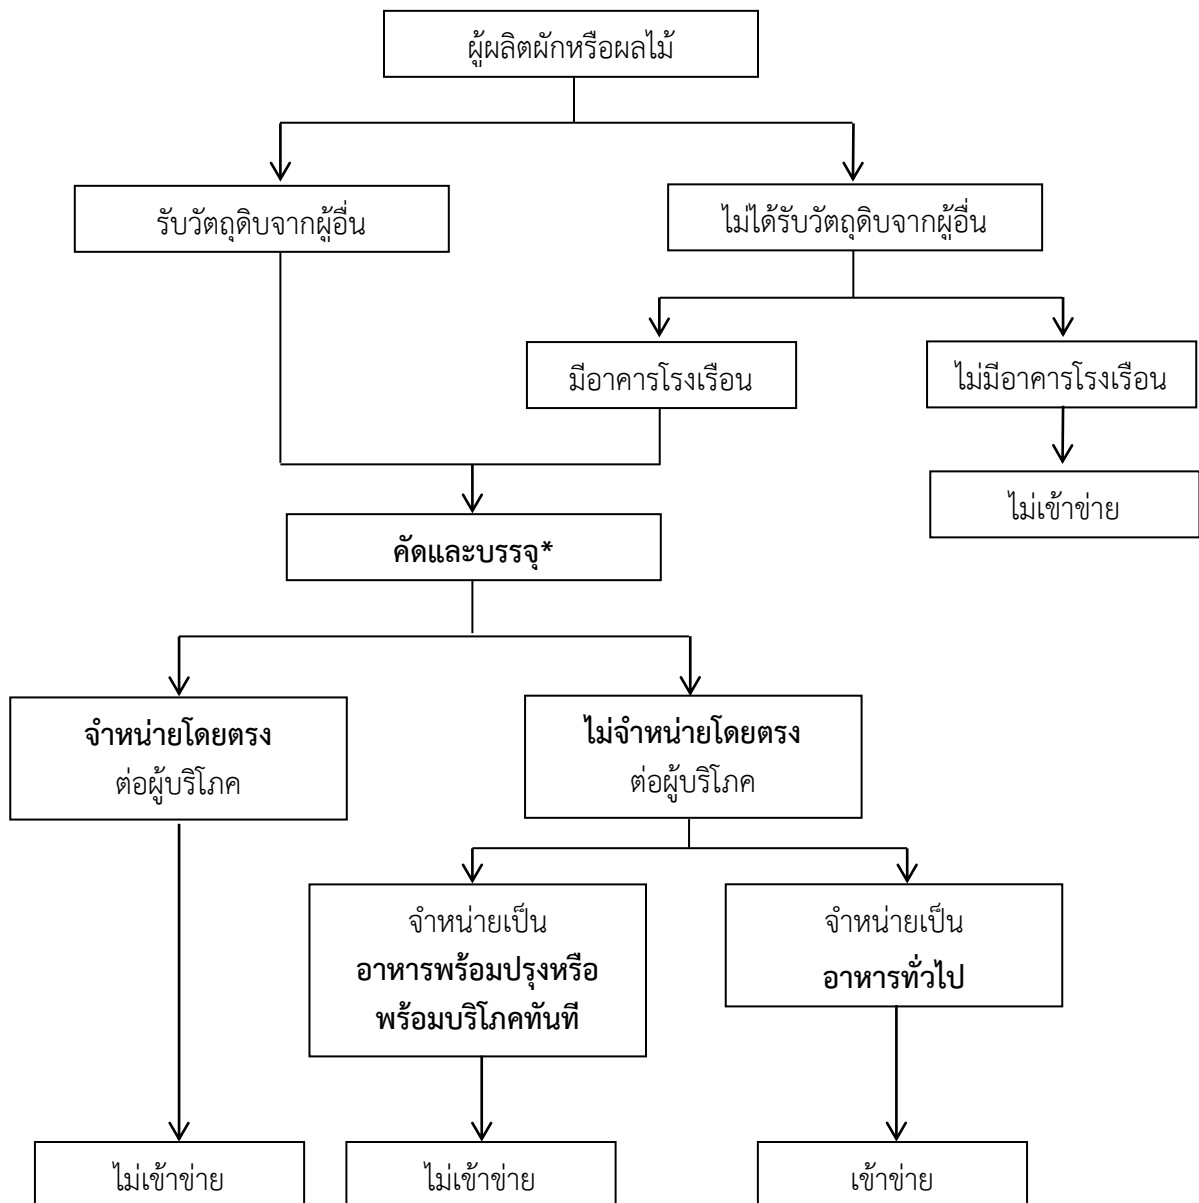 ผู้ผลิตผักหรือผลไม้
รับวัตถุดิบจากผู้อื่น
ไม่ได้รับวัตถุดิบจากผู้อื่น
มีอาคารโรงเรือน
ไม่มีอาคารโรงเรือน
ไม่เข้าข่าย
คัดและบรรจุ*
จำหน่ายโดยตรง
ต่อผู้บริโภค
ไม่จำหน่ายโดยตรง
ต่อผู้บริโภค
จำหน่ายเป็น
อาหารพร้อมปรุงหรือ
พร้อมบริโภคทันที
จำหน่ายเป็น
อาหารทั่วไป
ไม่เข้าข่าย
ไม่เข้าข่าย
เข้าข่าย